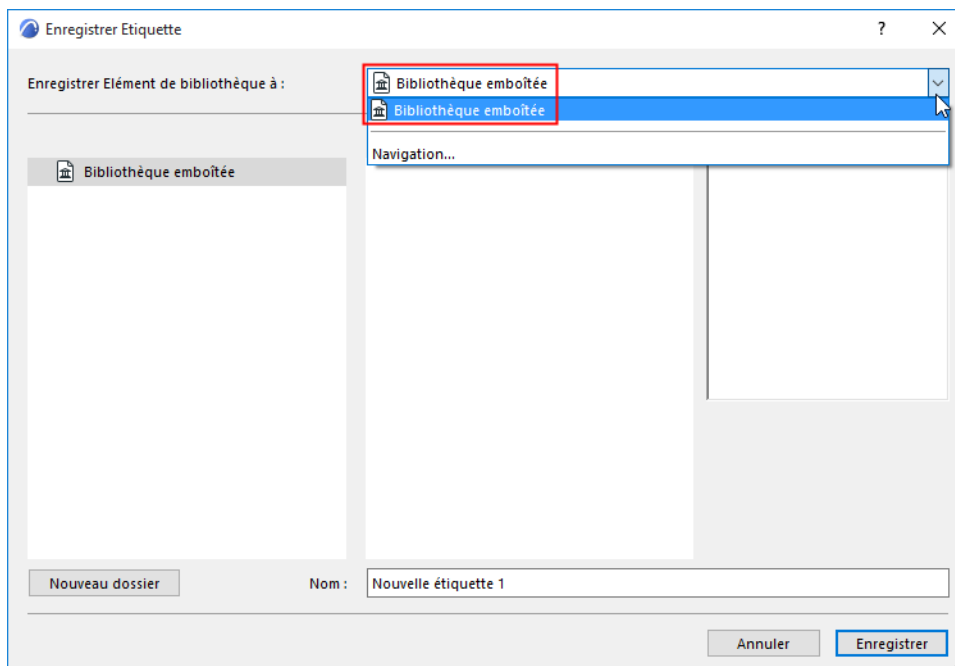 Enregistrer Etiquette
?
Enregistrer Elément de bibliothèque à :
Bibliothèque emboîtée
Bibliothèque emboîtée
Navigation...
Bibliothèque emboîtée
Nouveau dossier
Nom :
Nouvelle étiquette 1
Annuler
Enregistrer